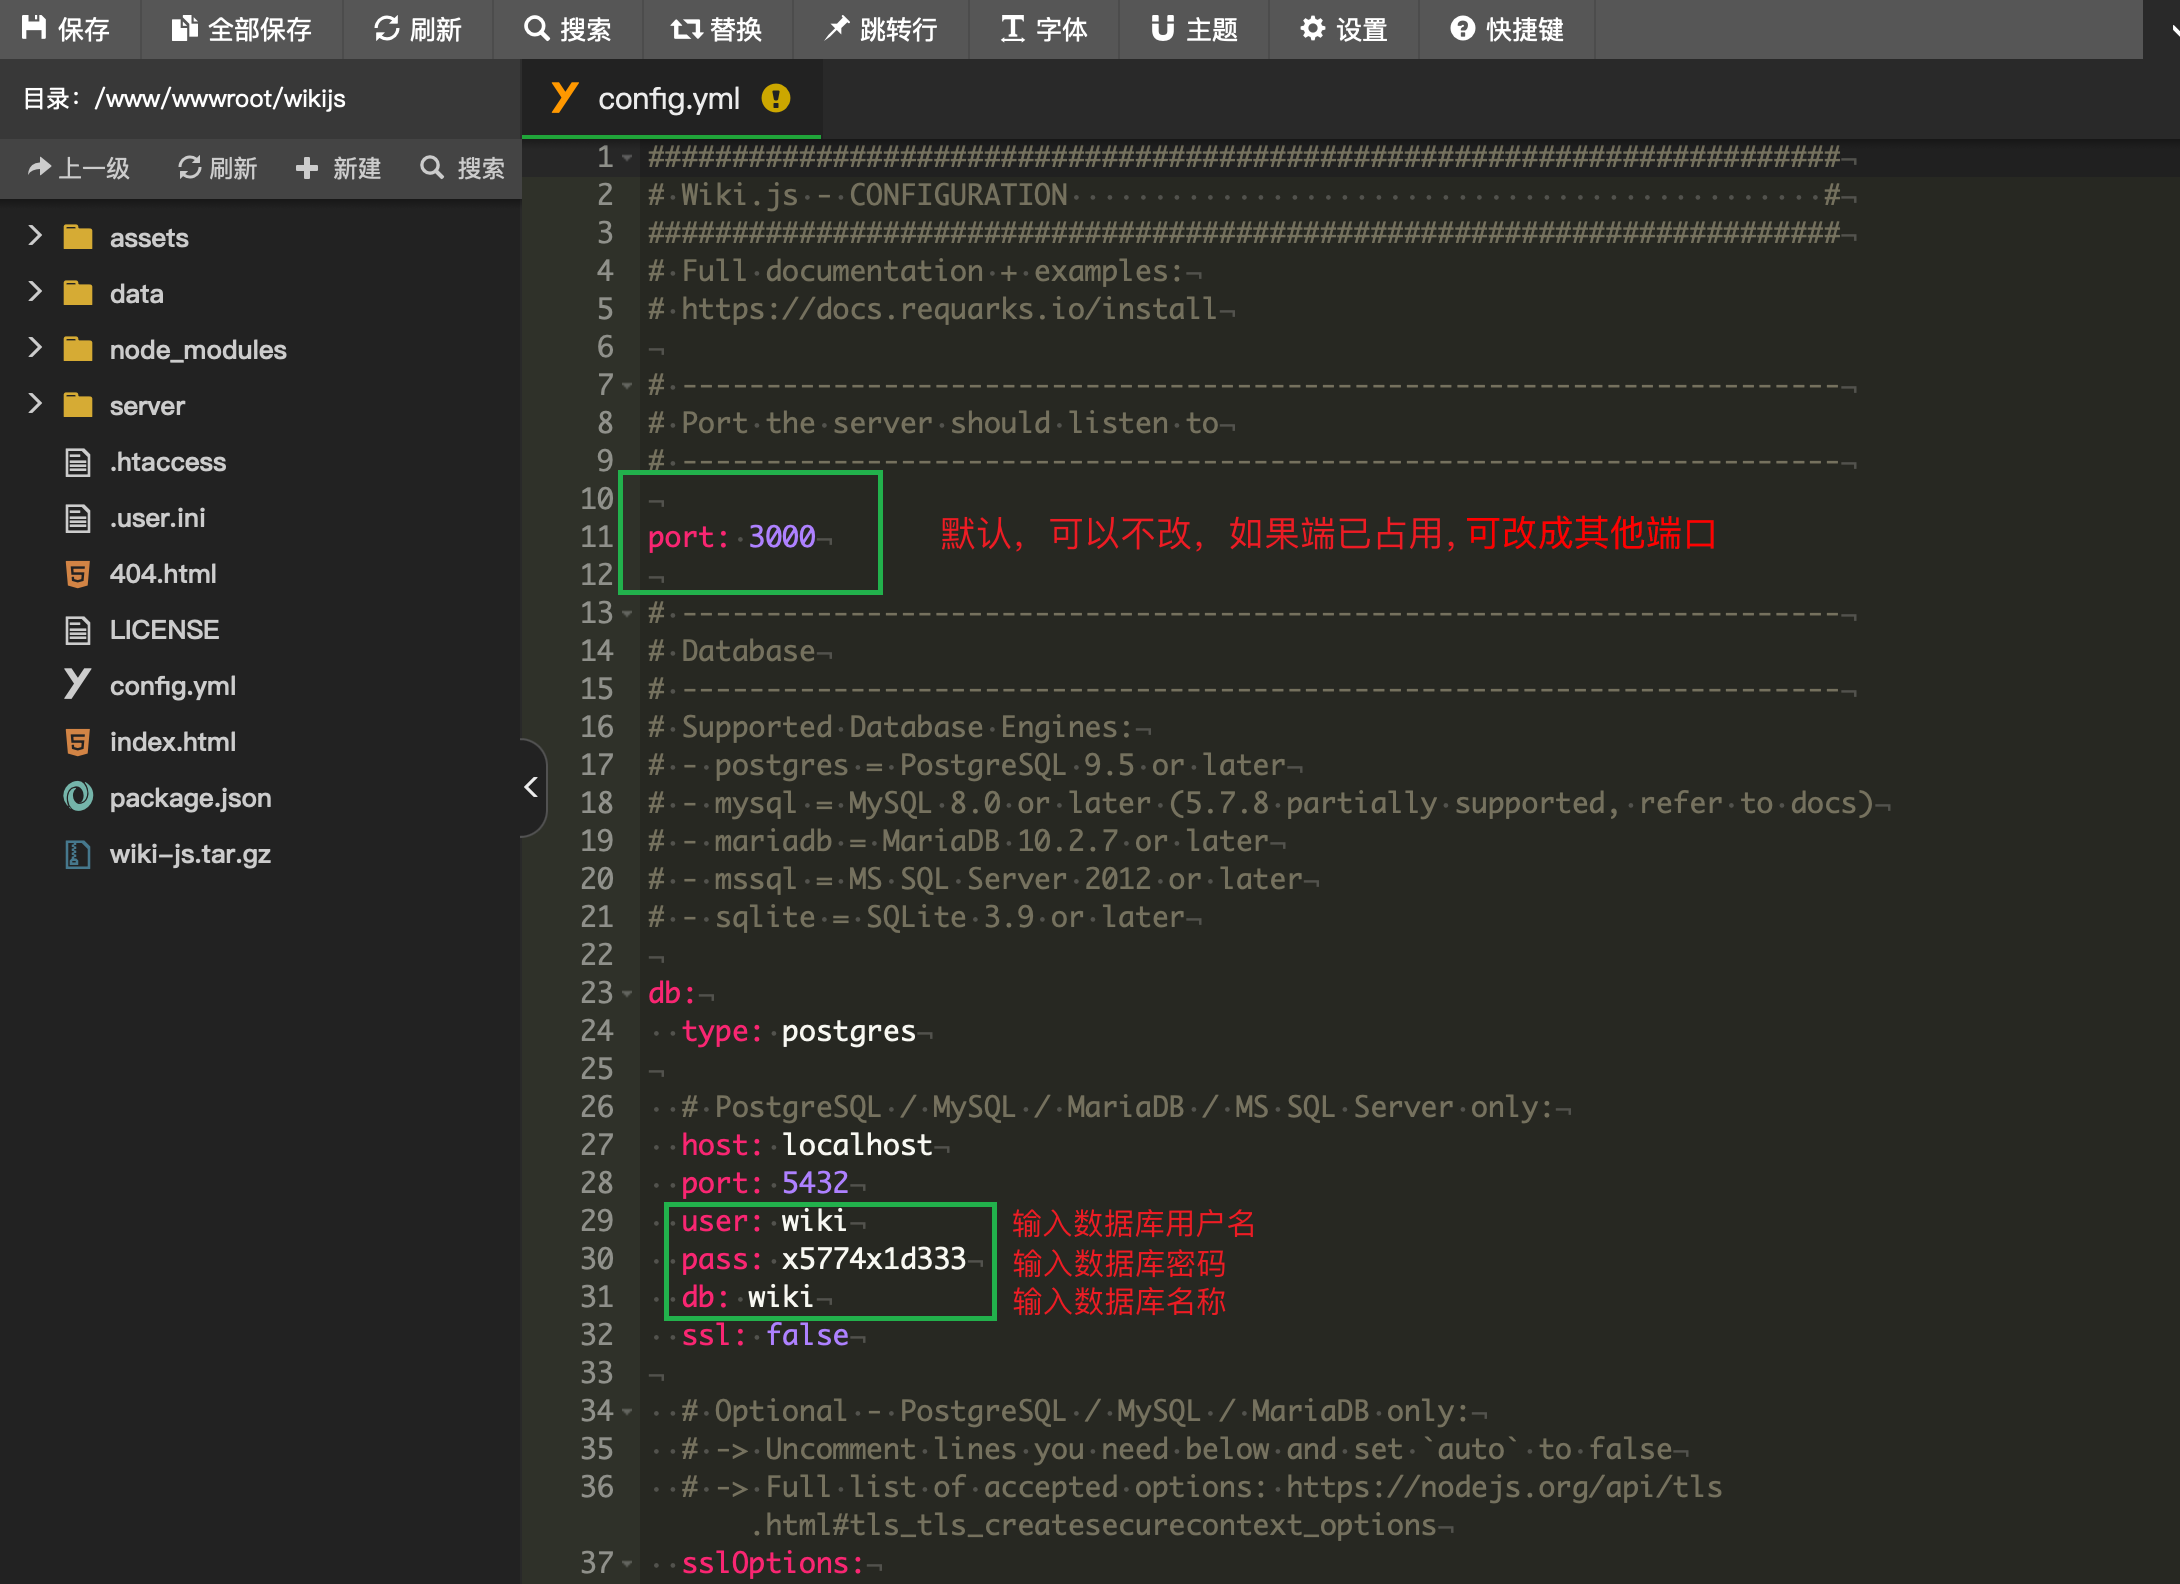 保存 全部保存 刷新 搜索 替换 跳转行 字体 主题 设置 快捷键
目录: /www/wwwroot/wikijs
上一级 刷新 新建 搜索
assets
data
node_modules
server
.htaccess
.user.ini
404.html
LICENSE
config.yml
index.html
package.json
wiki-js.tar.gz
config.yml
1 #######################################################################
2 # Wiki.js - CONFIGURATION #
3 #######################################################################
4 # Full documentation + examples:
5 # https://docs.requarks.io/install
6
7 # ---------------------------------------------------------------------
8 # Port the server should listen to
9 # ---------------------------------------------------------------------
10
11 port: 3000 默认，可以不改，如果端已占用,可改成其他端口
12
13 # ---------------------------------------------------------------------
14 # Database
15 # ---------------------------------------------------------------------
16 # Supported Database Engines:
17 # - postgres = PostgreSQL 9.5 or later
18 # - mysql = MySQL 8.0 or later (5.7.8 partially supported, refer to docs)
19 # - mariadb = MariaDB 10.2.7 or later
20 # - mssql = MS SQL Server 2012 or later
21 # - sqlite = SQLite 3.9 or later
22
23 db:
24 type: postgres
25
26 # PostgreSQL / MySQL / MariaDB / MS SQL Server only:
27 host: localhost
28 port: 5432
29 user: wiki 输入数据库用户名
30 pass: x5774x1d333 输入数据库密码
31 db: wiki 输入数据库名称
32 ssl: false
33
34 # Optional - PostgreSQL / MySQL / MariaDB only:
35 # -> Uncomment lines you need below and set `auto` to false
36 # -> Full list of accepted options: https://nodejs.org/api/tls
.html#tls_tls_createsecurecontext_options
37 sslOptions: